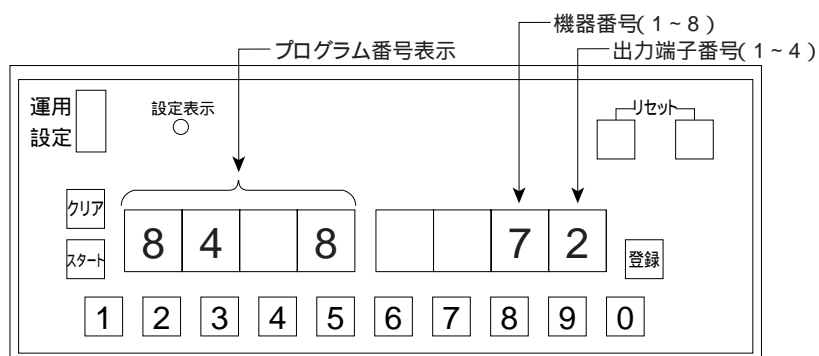 機器番号(1~8)
プログラム番号表示
出力端子番号(1~4)
運用
設定
設定表示
リセット
クリア
スタート
8 4 8 7 2
登録
1 2 3 4 5 6 7 8 9 0